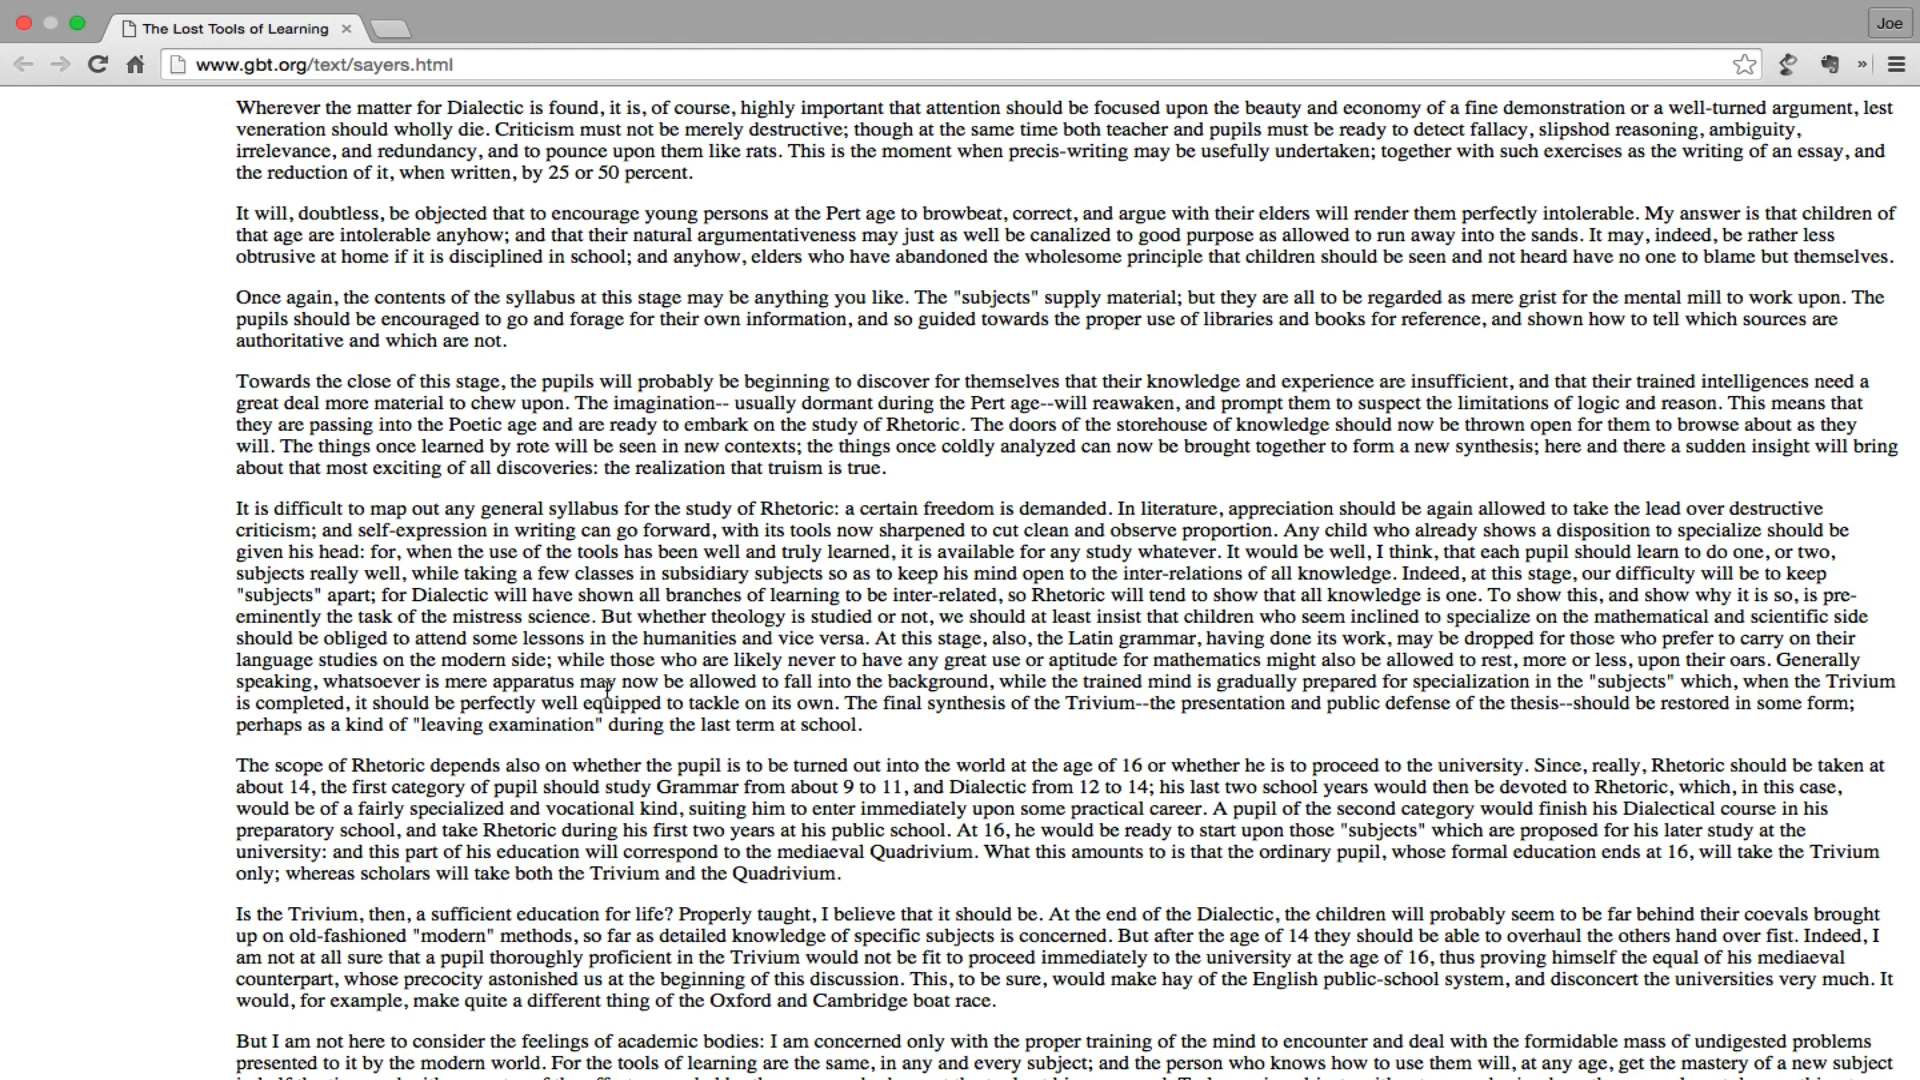 The Lost Tools of Learning
Joe
www.gbt.org/text/sayers.html
Wherever the matter for Dialectic is found, it is, of course, highly important that attention should be focused upon the beauty and economy of a fine demonstration or a well-turned argument, lest
veneration should wholly die. Criticism must not be merely destructive; though at the same time both teacher and pupils must be ready to detect fallacy, slipshod reasoning, ambiguity,
irrelevance, and redundancy, and to pounce upon them like rats. This is the moment when precis-writing may be usefully undertaken; together with such exercises as the writing of an essay, and
the reduction of it, when written, by 25 or 50 percent.
It will, doubtless, be objected that to encourage young persons at the Pert age to browbeat, correct, and argue with their elders will render them perfectly intolerable. My answer is that children of
that age are intolerable anyhow; and that their natural argumentativeness may just as well be canalized to good purpose as allowed to run away into the sands. It may, indeed, be rather less
obtrusive at home if it is disciplined in school; and anyhow, elders who have abandoned the wholesome principle that children should be seen and not heard have no one to blame but themselves.
Once again, the contents of the syllabus at this stage may be anything you like. The "subjects" supply material; but they are all to be regarded as mere grist for the mental mill to work upon. The
pupils should be encouraged to go and forage for their own information, and so guided towards the proper use of libraries and books for reference, and shown how to tell which sources are
authoritative and which are not.
Towards the close of this stage, the pupils will probably be beginning to discover for themselves that their knowledge and experience are insufficient, and that their trained intelligences need a
great deal more material to chew upon. The imagination-- usually dormant during the Pert age--will reawaken, and prompt them to suspect the limitations of logic and reason. This means that
they are passing into the Poetic age and are ready to embark on the study of Rhetoric. The doors of the storehouse of knowledge should now be thrown open for them to browse about as they
will. The things once learned by rote will be seen in new contexts; the things once coldly analyzed can now be brought together to form a new synthesis; here and there a sudden insight will bring
about that most exciting of all discoveries: the realization that truism is true.
It is difficult to map out any general syllabus for the study of Rhetoric: a certain freedom is demanded. In literature, appreciation should be again allowed to take the lead over destructive
criticism; and self-expression in writing can go forward, with its tools now sharpened to cut clean and observe proportion. Any child who already shows a disposition to specialize should be
given his head: for, when the use of the tools has been well and truly learned, it is available for any study whatever. It would be well, I think, that each pupil should learn to do one, or two,
subjects really well, while taking a few classes in subsidiary subjects so as to keep his mind open to the inter-relations of all knowledge. Indeed, at this stage, our difficulty will be to keep
"subjects" apart; for Dialectic will have shown all branches of learning to be inter-related, so Rhetoric will tend to show that all knowledge is one. To show this, and show why it is so, is pre-
eminently the task of the mistress science. But whether theology is studied or not, we should at least insist that children who seem inclined to specialize on the mathematical and scientific side
should be obliged to attend some lessons in the humanities and vice versa. At this stage, also, the Latin grammar, having done its work, may be dropped for those who prefer to carry on their
language studies on the modern side; while those who are likely never to have any great use or aptitude for mathematics might also be allowed to rest, more or less, upon their oars. Generally
speaking, whatsoever is mere apparatus may now be allowed to fall into the background, while the trained mind is gradually prepared for specialization in the "subjects" which, when the Trivium
is completed, it should be perfectly well equipped to tackle on its own. The final synthesis of the Trivium--the presentation and public defense of the thesis--should be restored in some form;
perhaps as a kind of "leaving examination" during the last term at school.
The scope of Rhetoric depends also on whether the pupil is to be turned out into the world at the age of 16 or whether he is to proceed to the university. Since, really, Rhetoric should be taken at
about 14, the first category of pupil should study Grammar from about 9 to 11, and Dialectic from 12 to 14; his last two school years would then be devoted to Rhetoric, which, in this case,
would be of a fairly specialized and vocational kind, suiting him to enter immediately upon some practical career. A pupil of the second category would finish his Dialectical course in his
preparatory school, and take Rhetoric during his first two years at his public school. At 16, he would be ready to start upon those "subjects" which are proposed for his later study at the
university: and this part of his education will correspond to the mediaeval Quadrivium. What this amounts to is that the ordinary pupil, whose formal education ends at 16, will take the Trivium
only; whereas scholars will take both the Trivium and the Quadrivium.
Is the Trivium, then, a sufficient education for life? Properly taught, I believe that it should be. At the end of the Dialectic, the children will probably seem to be far behind their coevals brought
up on old-fashioned "modern" methods, so far as detailed knowledge of specific subjects is concerned. But after the age of 14 they should be able to overhaul the others hand over fist. Indeed, I
am not at all sure that a pupil thoroughly proficient in the Trivium would not be fit to proceed immediately to the university at the age of 16, thus proving himself the equal of his mediaeval
counterpart, whose precocity astonished us at the beginning of this discussion. This, to be sure, would make hay of the English public-school system, and disconcert the universities very much. It
would, for example, make quite a different thing of the Oxford and Cambridge boat race.
But I am not here to consider the feelings of academic bodies: I am concerned only with the proper training of the mind to encounter and deal with the formidable mass of undigested problems
presented to it by the modern world. For the tools of learning are the same, in any and every subject; and the person who knows how to use them will, at any age, get the mastery of a new subject